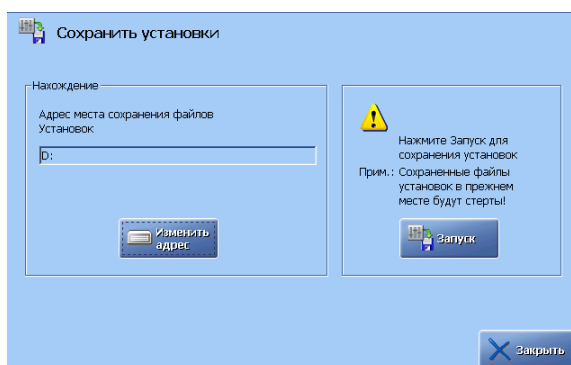 Сохранить установки
Нахождение
Адрес места сохранения файлов
Установок
D:
Изменить
адрес
Нажмите Запуск для
сохранения установок
Прим.: Сохраненные файлы
установок в прежнем
месте будут стерты!
Запуск
Закрыть